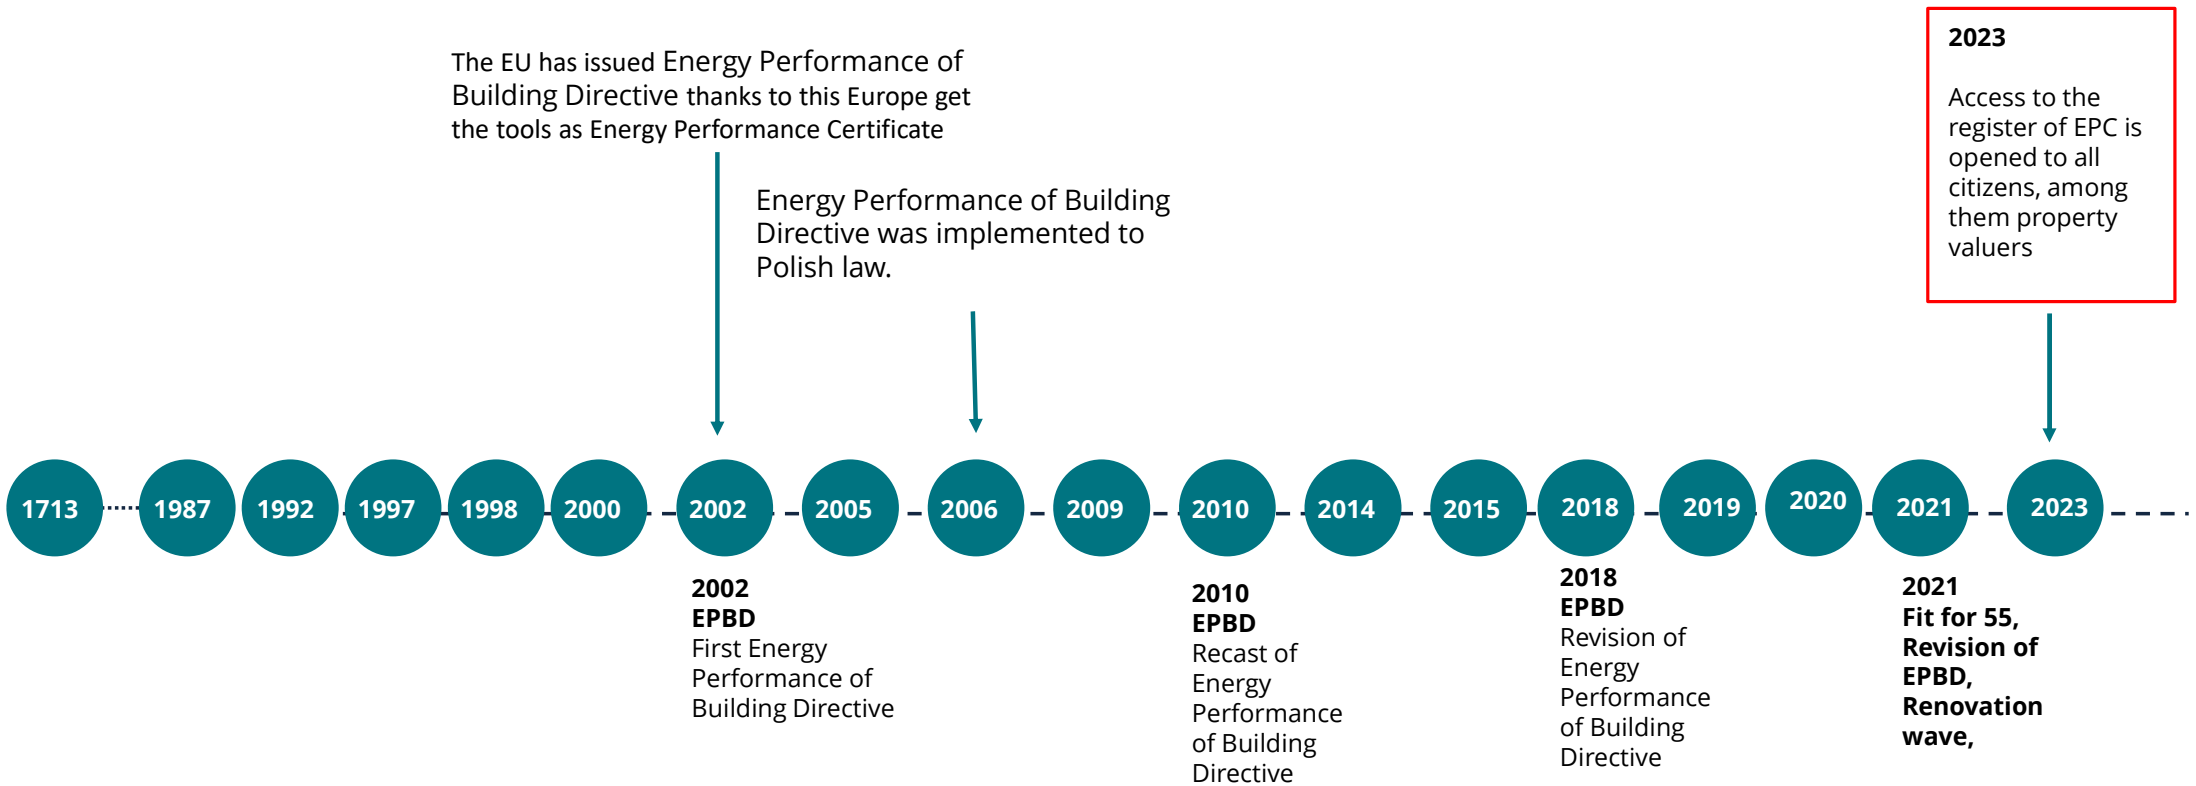 The EU has issued Energy Performance of
Building Directive thanks to this Europe get
the tools as Energy Performance Certificate
Energy Performance of Building
Directive was implemented to
Polish law.
2023
Access to the
register of EPC is
opened to all
citizens, among
them property
valuers
1713
1987
1992
1997
1998
2000
2002
2005
2006
2009
2010
2014
2015
2018
2019
2020
2021
2023
2002
EPBD
First Energy
Performance of
Building Directive
2010
EPBD
Recast of
Energy
Performance
of Building
Directive
2018
EPBD
Revision of
Energy
Performance
of Building
Directive
2021
Fit for 55,
Revision of
EPBD,
Renovation
wave,